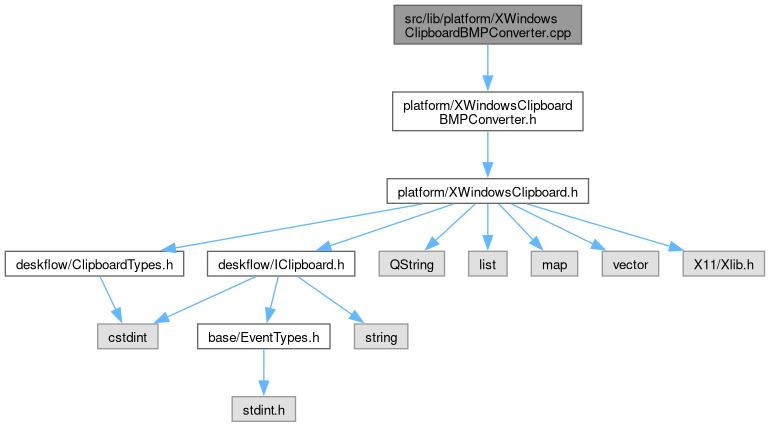 src/lib/platform/XWindows
ClipboardBMPConverter.cpp
platform/XWindowsClipboard
BMPConverter.h
platform/XWindowsClipboard.h
deskflow/ClipboardTypes.h
deskflow/IClipboard.h
QString
list
map
vector
X11/Xlib.h
cstdint
base/EventTypes.h
string
stdint.h